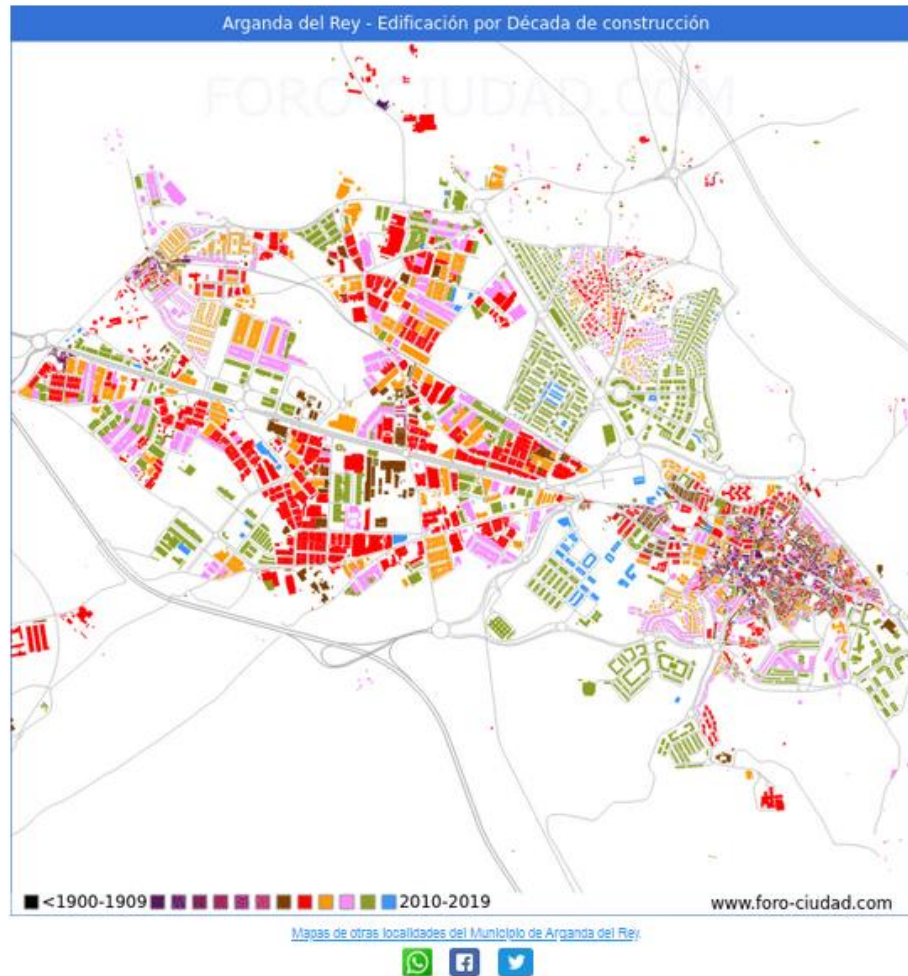 Arganda del Rey - Edificación por Década de construcción
FORO-CIUDAD.COM
<1900-1909 2010-2019 www.foro-ciudad.com
Mapas de otras localidades del Municipio de Arganda del Rey.